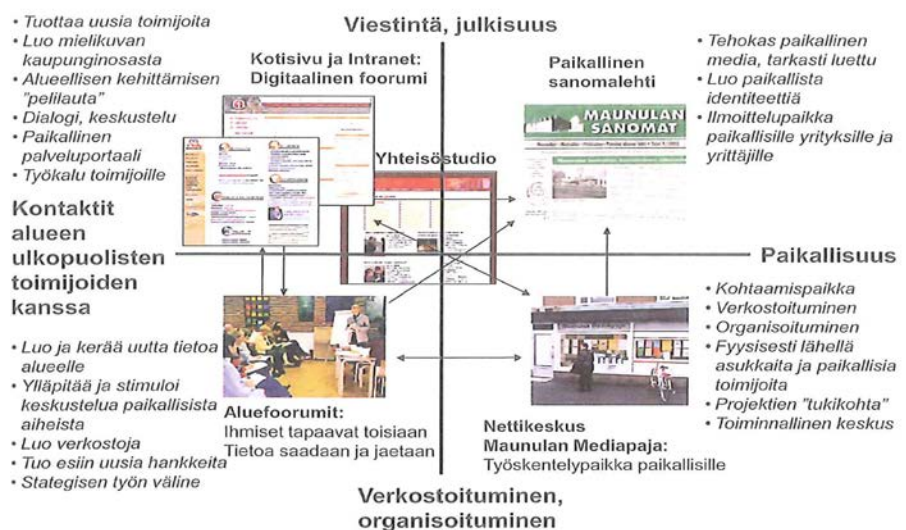 Viestintä, julkisuus
• Tuottaa uusia toimijoita
• Luo mielikuvan
kaupunginosasta
• Alueellisen kehittämisen
"pelilauta"
• Dialogi, keskustelu
• Paikallinen
palveluportaali
• Työkalu toimijoille
Kotisivu ja Intranet:
Digitaalinen foorumi
Paikallinen
sanomalehti
MAUNULAN
SANOMAT
• Tehokas paikallinen
media, tarkasti luettu
• Luo paikallista
identiteettiä
• Ilmoittelupaikka
paikallisille yrityksille ja
yrittäjille
Yhteisöstudio
Kontaktit
alueen
ulkopuolisten
toimijoiden
kanssa
Paikallisuus
• Luo ja kerää uutta tietoa
alueelle
• Ylläpitää ja stimuloi
keskustelua paikallisista
aiheista
• Luo verkostoja
• Tuo esiin uusia hankkeita
• Stategisen työn väline
Aluefoorumit:
Ihmiset tapaavat toisiaan
Tietoa saadaan ja jaetaan
Nettikeskus
Maunulan Mediapaja:
Työskentelypaikka paikallisille
• Kohtaamispaikka
• Verkostoituminen
• Organisoituminen
• Fyysisesti lähellä
asukkaita ja paikallisia
toimijoita
• Projektien "tukikohta"
• Toiminnallinen keskus
Verkostoituminen,
organisoituminen